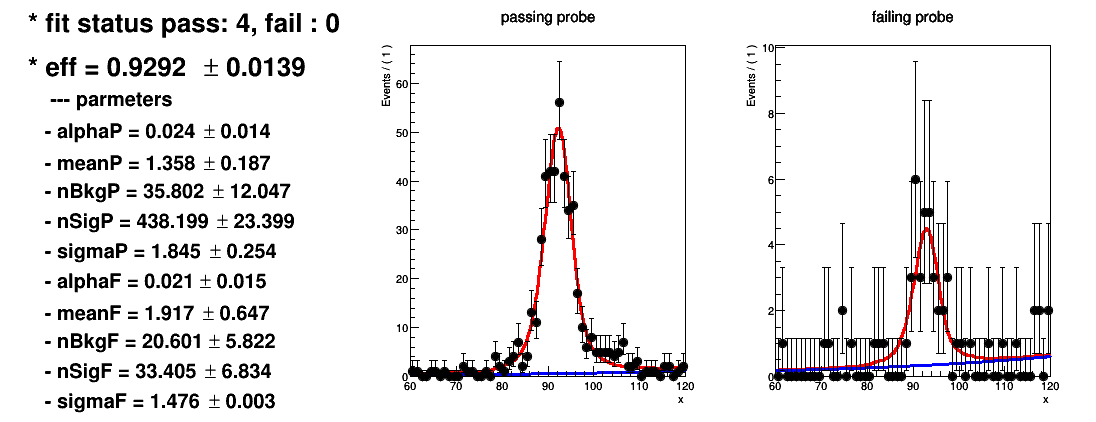 * fit status pass: 4, fail : 0
* eff = 0.9292 ± 0.0139
--- parmeters
- alphaP = 0.024 ± 0.014
- meanP = 1.358 ± 0.187
- nBkgP = 35.802 ± 12.047
- nSigP = 438.199 ± 23.399
- sigmaP = 1.845 ± 0.254
- alphaF = 0.021 ± 0.015
- meanF = 1.917 ± 0.647
- nBkgF = 20.601 ± 5.822
- nSigF = 33.405 ± 6.834
- sigmaF = 1.476 ± 0.003
passing probe
Events / ( 1 )
60
50
40
30
20
10
0
60 70 80 90 100 110 120
x
failing probe
Events / ( 1 )
10
8
6
4
2
0
60 70 80 90 100 110 120
x